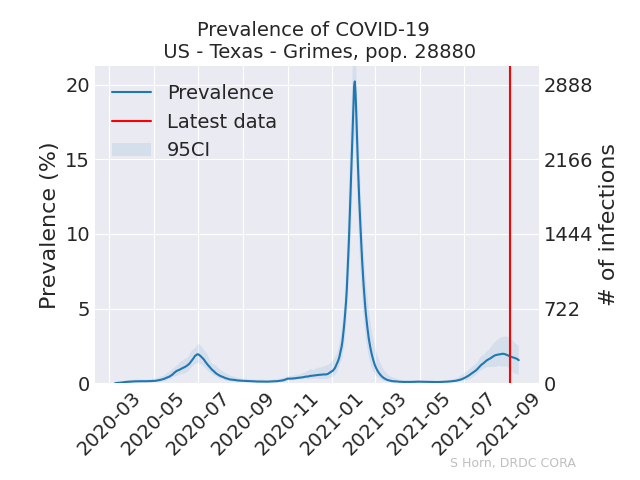 Prevalence of COVID-19
US - Texas - Grimes, pop. 28880
Prevalence
Latest data
95CI
Prevalence (%)
20
15
10
5
0
2888
2166
1444
722
0
# of infections
2020-03
2020-05
2020-07
2020-09
2020-11
2021-01
2021-03
2021-05
2021-07
2021-09
S Horn, DRDC CORA